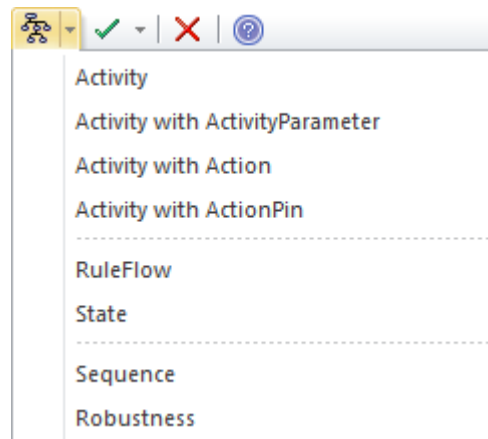 Activity
Activity with ActivityParameter
Activity with Action
Activity with ActionPin
RuleFlow
State
Sequence
Robustness